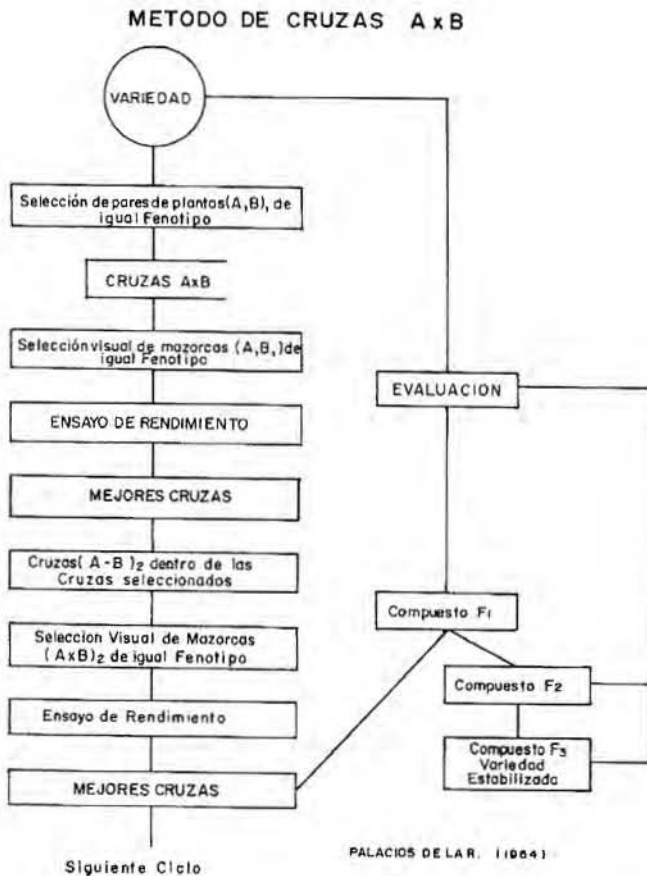 METODO DE CRUZAS AxB
VARIEDAD
Selección de pares de plantas (A,B), de
igual Fenotipo
CRUZAS AxB
Selección visual de mazorcas (A,B,) de
igual Fenotipo
ENSAYO DE RENDIMIENTO
MEJORES CRUZAS
Cruzas (A-B)₂ dentro de las
Cruzas seleccionados
Seleccion Visual de Mazorcas
(AxB)₂ de igual Fenotipo
Ensayo de Rendimiento
MEJORES CRUZAS
Siguiente Ciclo
EVALUACION
Compuesto F₁
Compuesto F₂
Compuesto F₃
Variedad
Estabilizada
PALACIOS DE LA R. (1964)